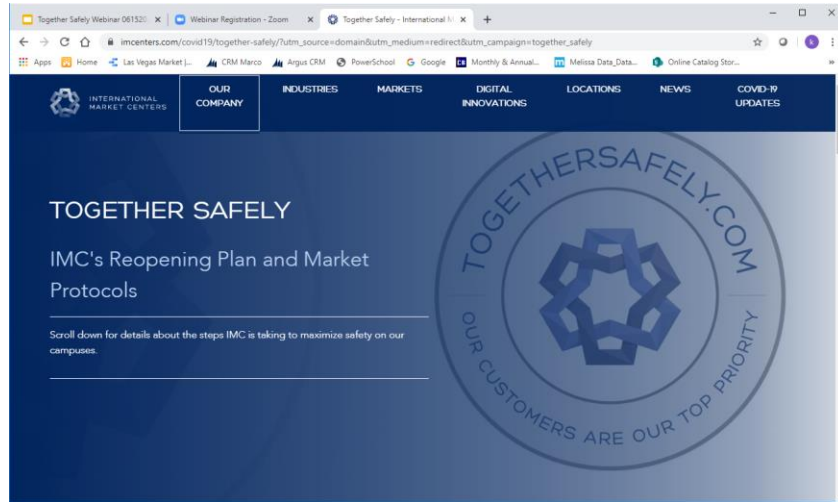 Together Safely Webinar 061520
Webinar Registration - Zoom
Together Safely - International M
imcenters.com/covid19/together-safely/?utm_source=domain&utm_medium=redirect&utm_campaign=together_safely
Apps
Home
Las Vegas Market |...
CRM Marco
Argus CRM
PowerSchool
G Google
Monthly & Annual...
Melissa Data_Data...
Online Catalog Stor...
INTERNATIONAL
MARKET CENTERS
OUR
COMPANY
INDUSTRIES
MARKETS
DIGITAL
INNOVATIONS
LOCATIONS
NEWS
COVID-19
UPDATES
TOGETHER SAFELY
IMC's Reopening Plan and Market
Protocols
Scroll down for details about the steps IMC is taking to maximize safety on our
campuses.
TOGETHERSAFELY.COM
OUR CUSTOMERS ARE OUR TOP PRIORITY